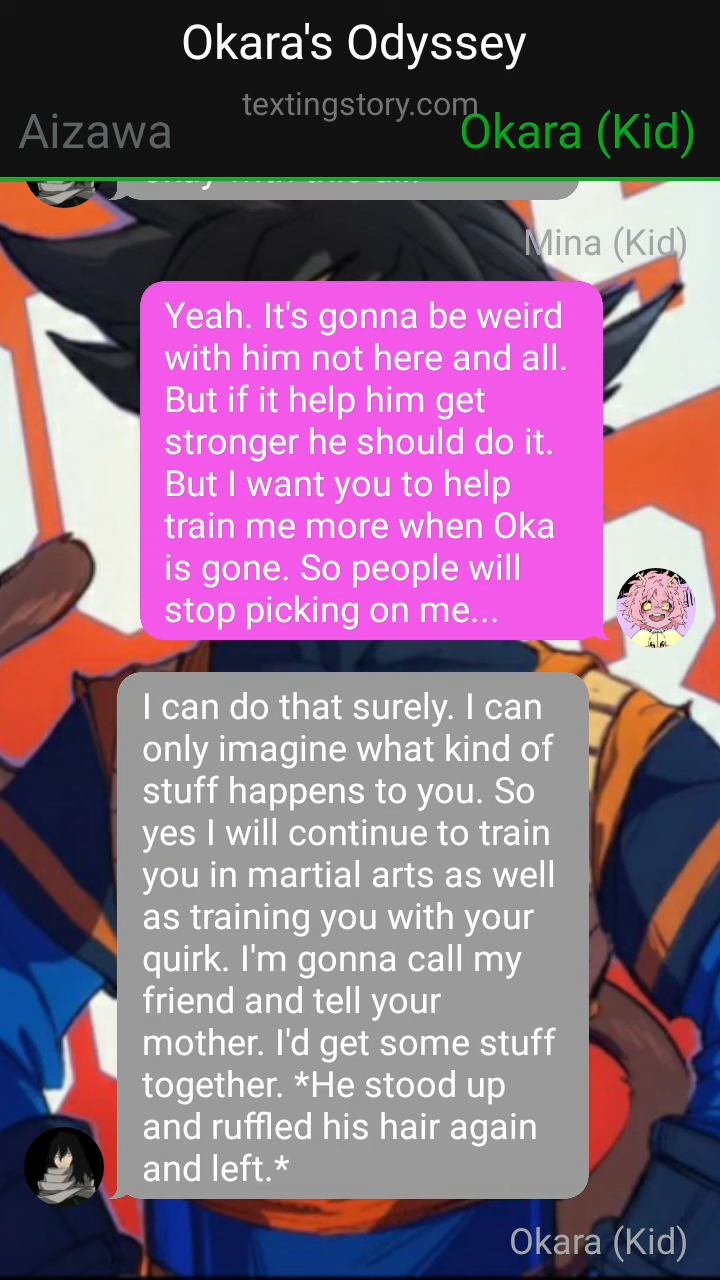 Okara's Odyssey
textingstory.com
Aizawa
Okara (Kid)
Mina (Kid)
Yeah. It's gonna be weird
with him not here and all.
But if it help him get
stronger he should do it.
But I want you to help
train me more when Oka
is gone. So people will
stop picking on me...
I can do that surely. I can
only imagine what kind of
stuff happens to you. So
yes I will continue to train
you in martial arts as well
as training you with your
quirk. I'm gonna call my
friend and tell your
mother. I'd get some stuff
together. *He stood up
and ruffled his hair again
and left.*
Okara (Kid)